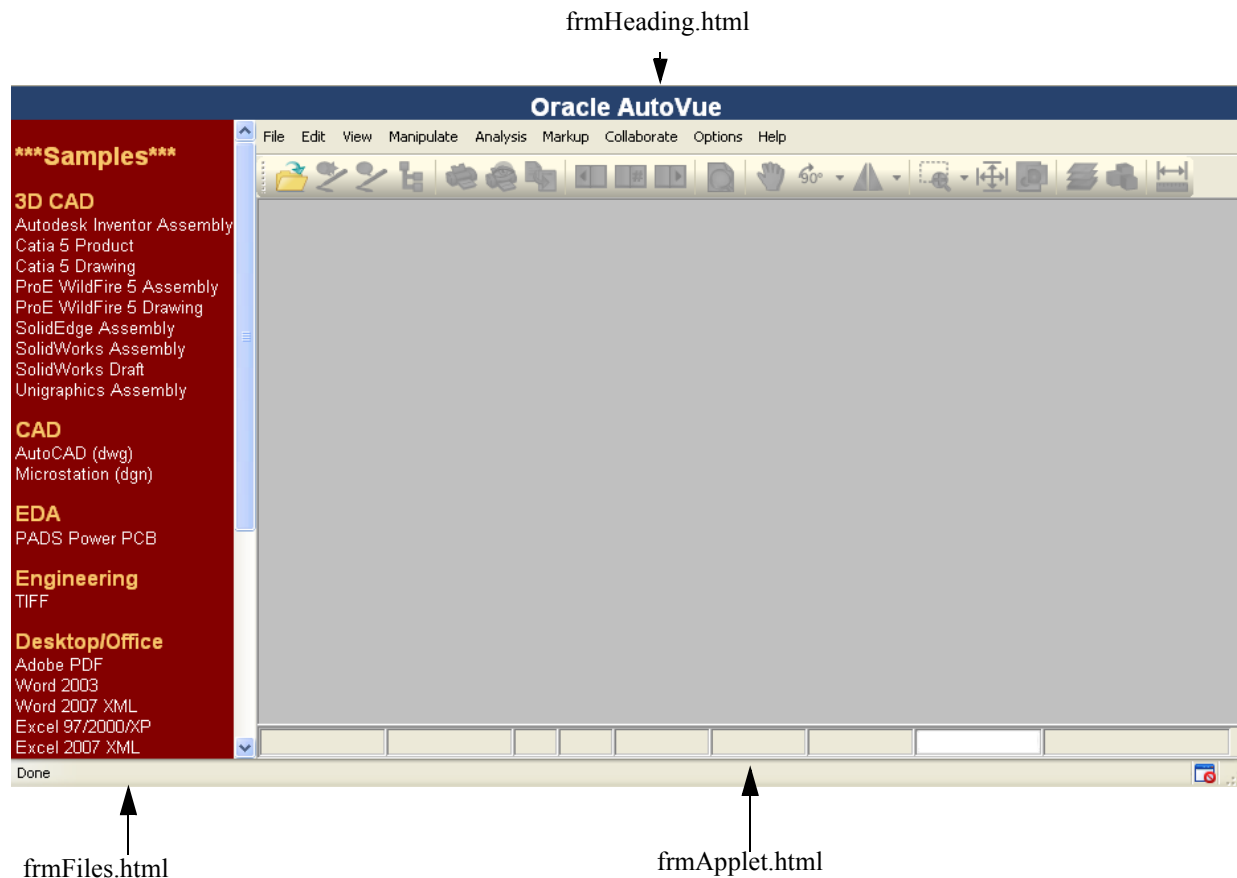 frmHeading.html
Oracle AutoVue
File Edit View Manipulate Analysis Markup Collaborate Options Help
90°
#
***Samples***
3D CAD
Autodesk Inventor Assembly
Catia 5 Product
Catia 5 Drawing
ProE WildFire 5 Assembly
ProE WildFire 5 Drawing
SolidEdge Assembly
SolidWorks Assembly
SolidWorks Draft
Unigraphics Assembly
CAD
AutoCAD (dwg)
Microstation (dgn)
EDA
PADS Power PCB
Engineering
TIFF
Desktop/Office
Adobe PDF
Word 2003
Word 2007 XML
Excel 97/2000/XP
Excel 2007 XML
Done
frmFiles.html
frmApplet.html